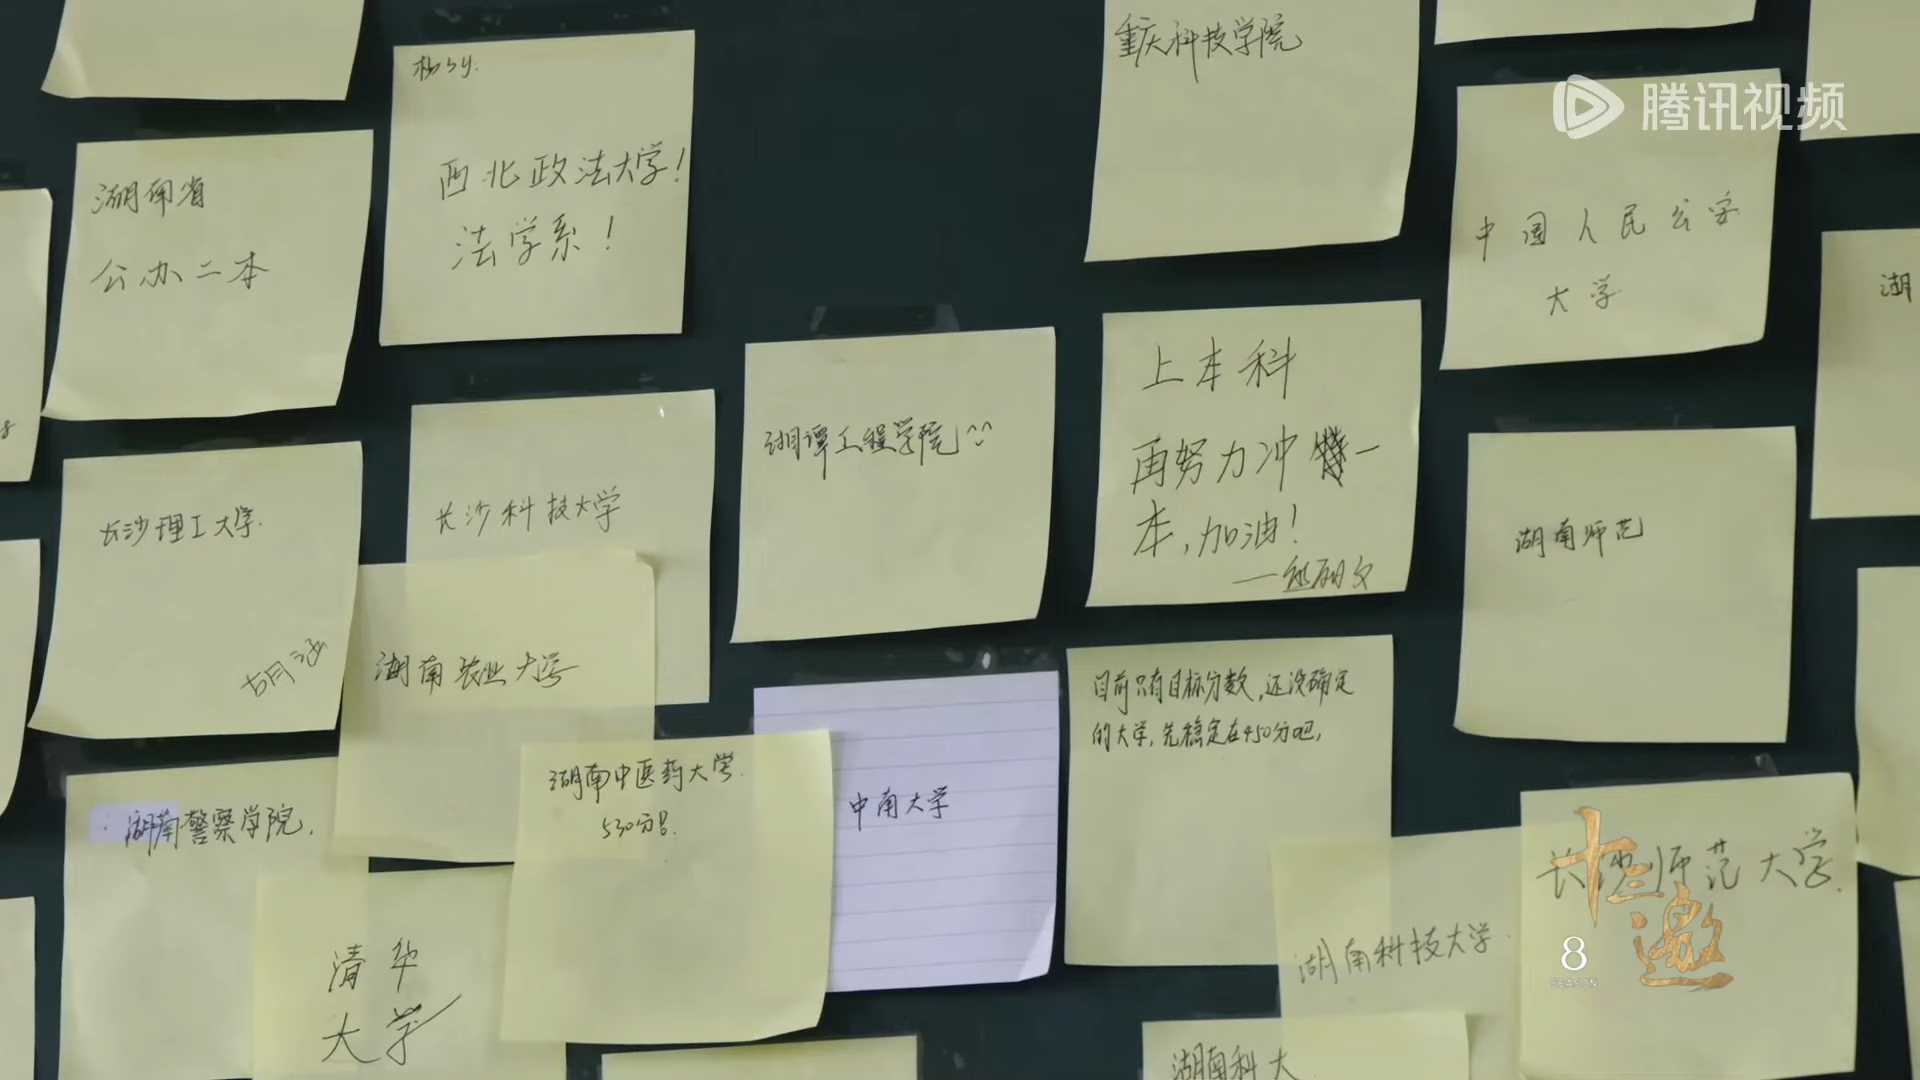 重庆科技学院
腾讯视频
湖南省
公办二本
西北政法大学!
法学系!
中国人民公安
大学
湖
上本科
再努力冲一
本,加油!
湘潭工程学院^^
长沙理工大学.
长沙科技大学
湖南师范
湖南农业大学
目前只有目标分数,还没确定
的大学,先稳定在450分吧,
湖南中医药大学.
530分
中南大学
湖南警察学院.
长沙师范大学.
清华
大学
湖南科技大学.
湖南科大
十三邀
8
SEASON